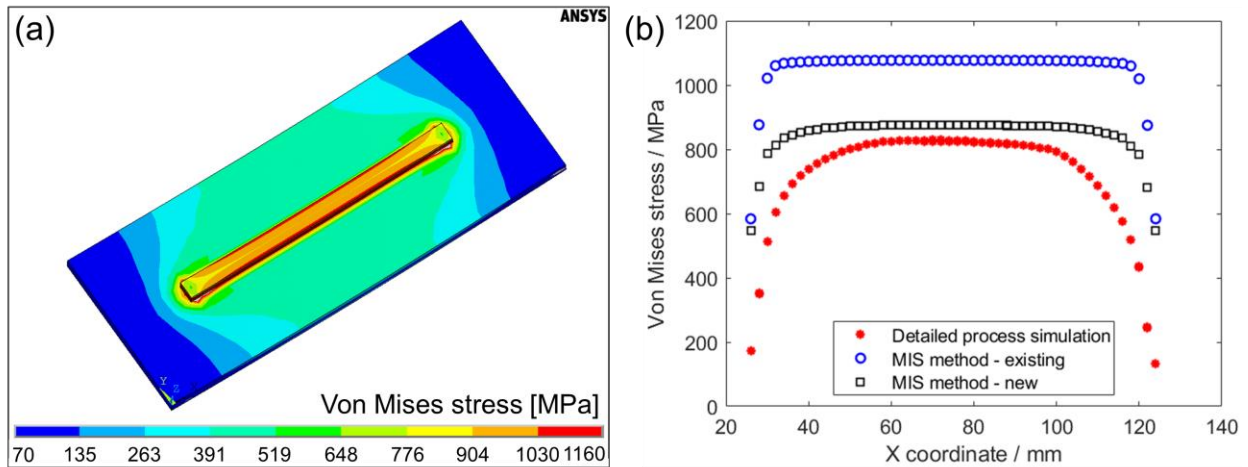 (a)
ANSYS
Y
Z
Von Mises stress [MPa]
70 135 263 391 519 648 776 904 1030 1160
(b)
1200
1000
800
600
400
200
0
Von Mises stress / MPa
Detailed process simulation
MIS method - existing
MIS method - new
20 40 60 80 100 120 140
X coordinate / mm